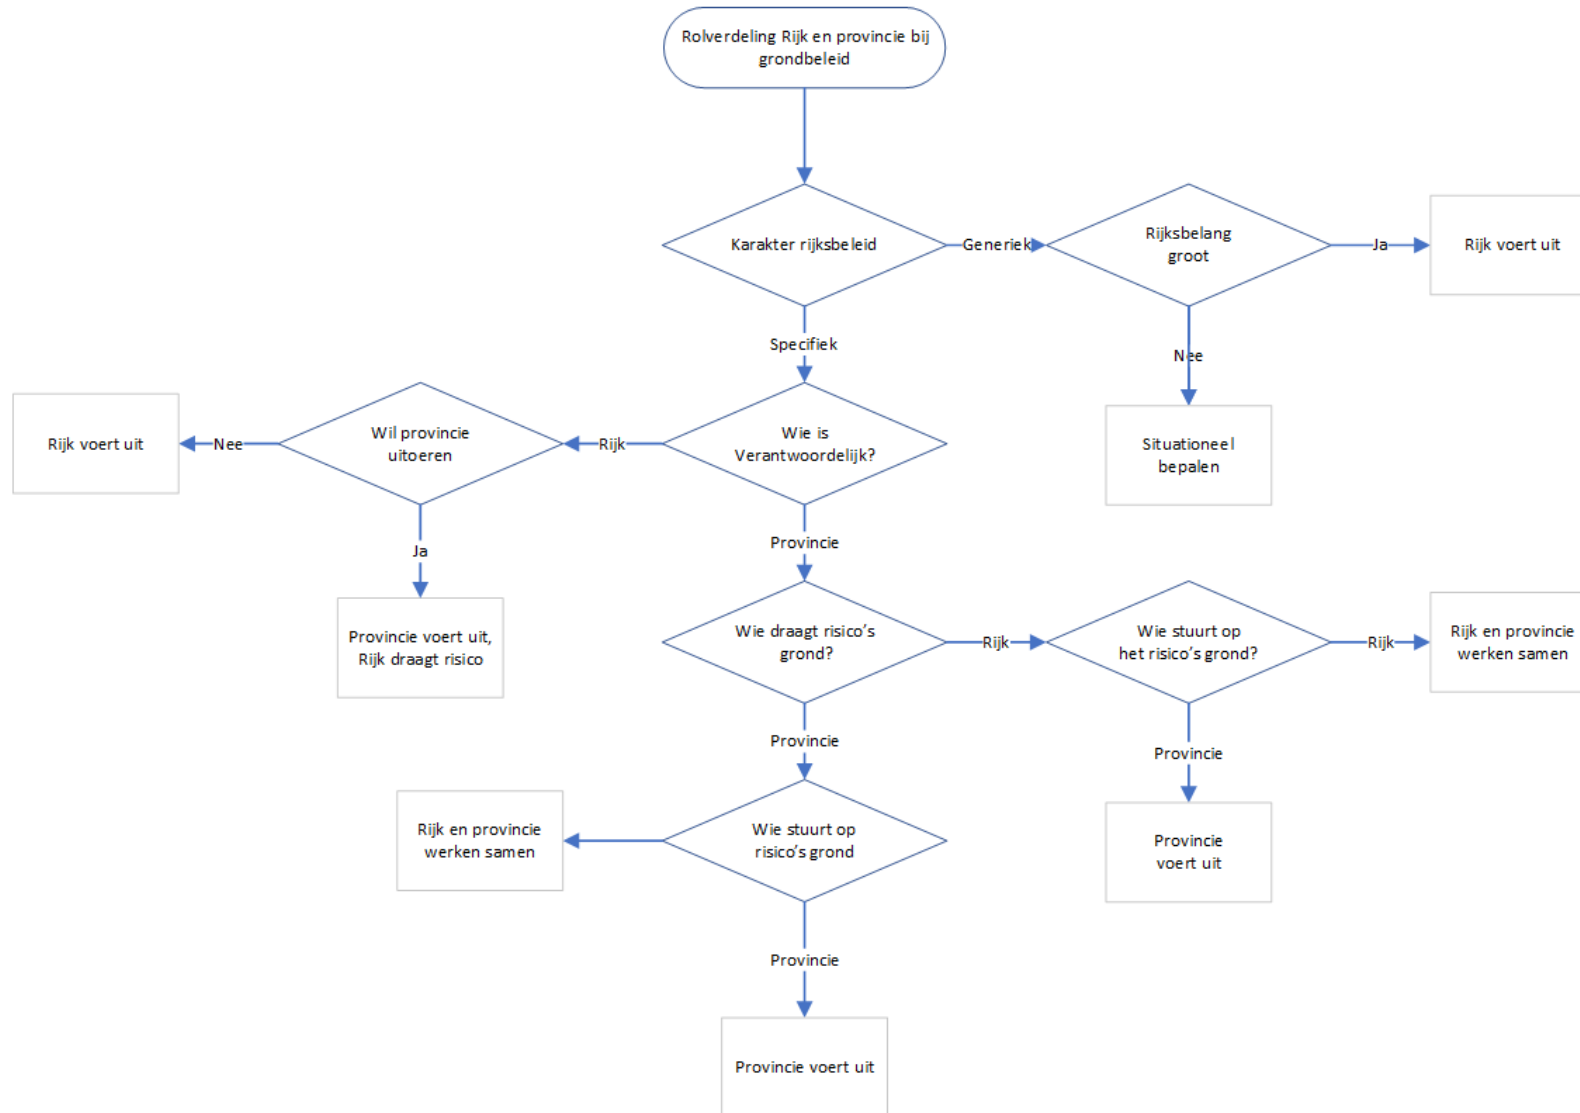 Rolverdeling Rijk en provincie bij
grondbeleid
Karakter rijksbeleid
Generiek
Rijksbelang
groot
Ja
Rijk voert uit
Specifiek
Nee
Rijk voert uit
Nee
Wil provincie
uitoeren
Rijk
Wie is
Verantwoordelijk?
Situationeel
bepalen
Ja
Provincie
Provincie voert uit,
Rijk draagt risico
Wie draagt risico's
grond?
Rijk
Wie stuurt op
het risico's grond?
Rijk
Rijk en provincie
werken samen
Provincie
Provincie
Rijk en provincie
werken samen
Wie stuurt op
risico's grond
Provincie
voert uit
Provincie
Provincie voert uit